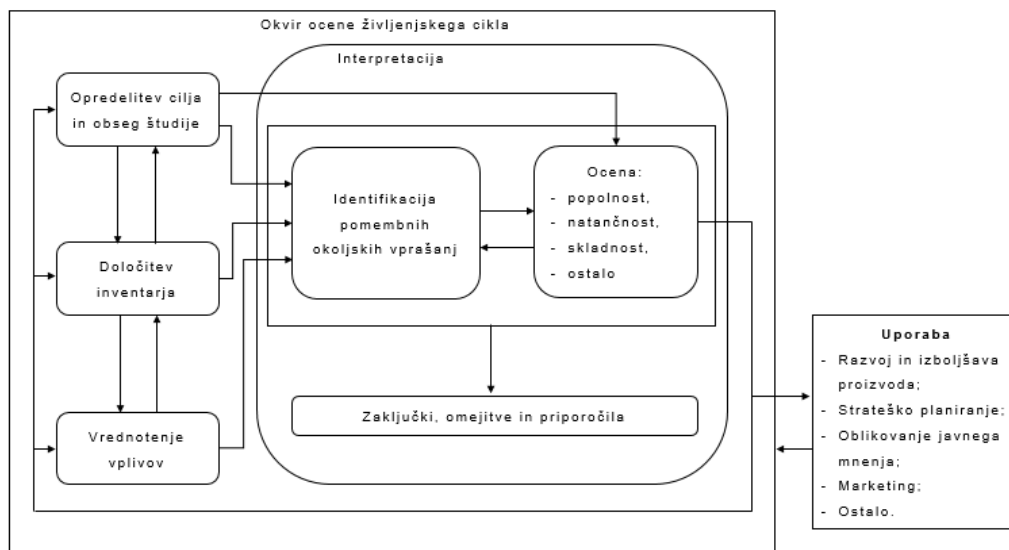 Okvir ocene življenjskega cikla
Interpretacija
Opredelitev cilja
in obseg študije
Določitev
inventarja
Vrednotenje
vplivov
Identifikacija
pomembnih
okoljskih vprašanj
Ocena:
- popolnost,
- natančnost,
- skladnost,
- ostalo
Zaključki, omejitve in priporočila
Uporaba
- Razvoj in izboljšava
proizvoda;
- Strateško planiranje;
- Oblikovanje javnega
mnenja;
- Marketing;
- Ostalo.